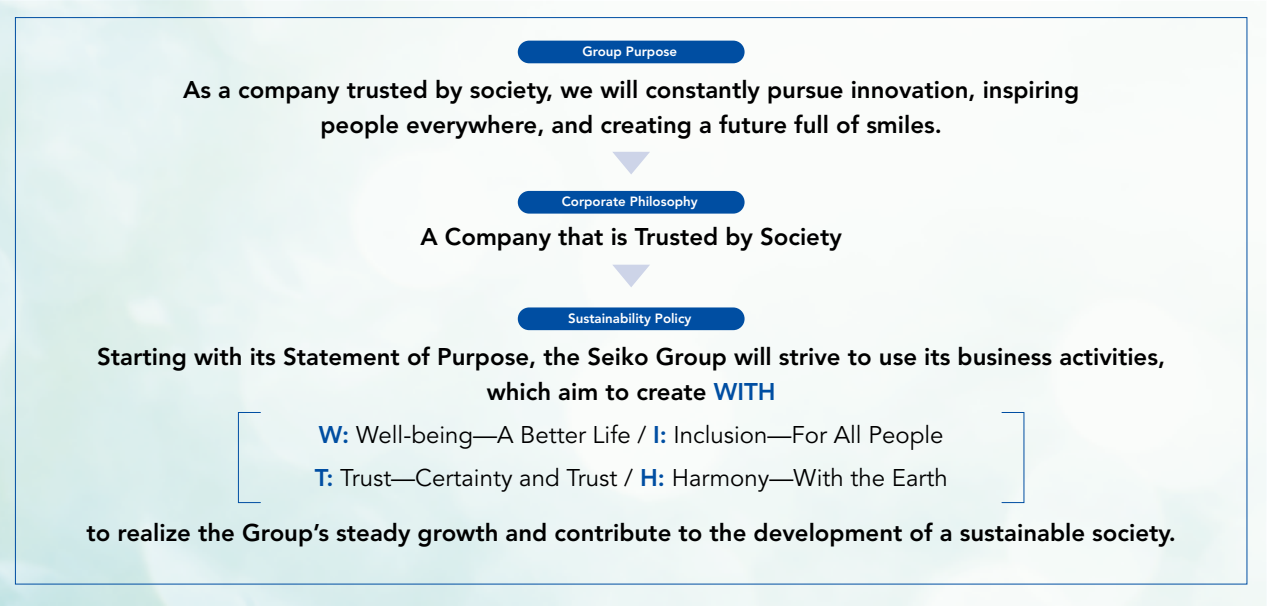 Group Purpose
As a company trusted by society, we will constantly pursue innovation, inspiring
people everywhere, and creating a future full of smiles.
Corporate Philosophy
A Company that is Trusted by Society
Sustainability Policy
Starting with its Statement of Purpose, the Seiko Group will strive to use its business activities,
which aim to create WITH
W: Well-being—A Better Life / I: Inclusion—For All People
T: Trust—Certainty and Trust / H: Harmony—With the Earth
to realize the Group’s steady growth and contribute to the development of a sustainable society.